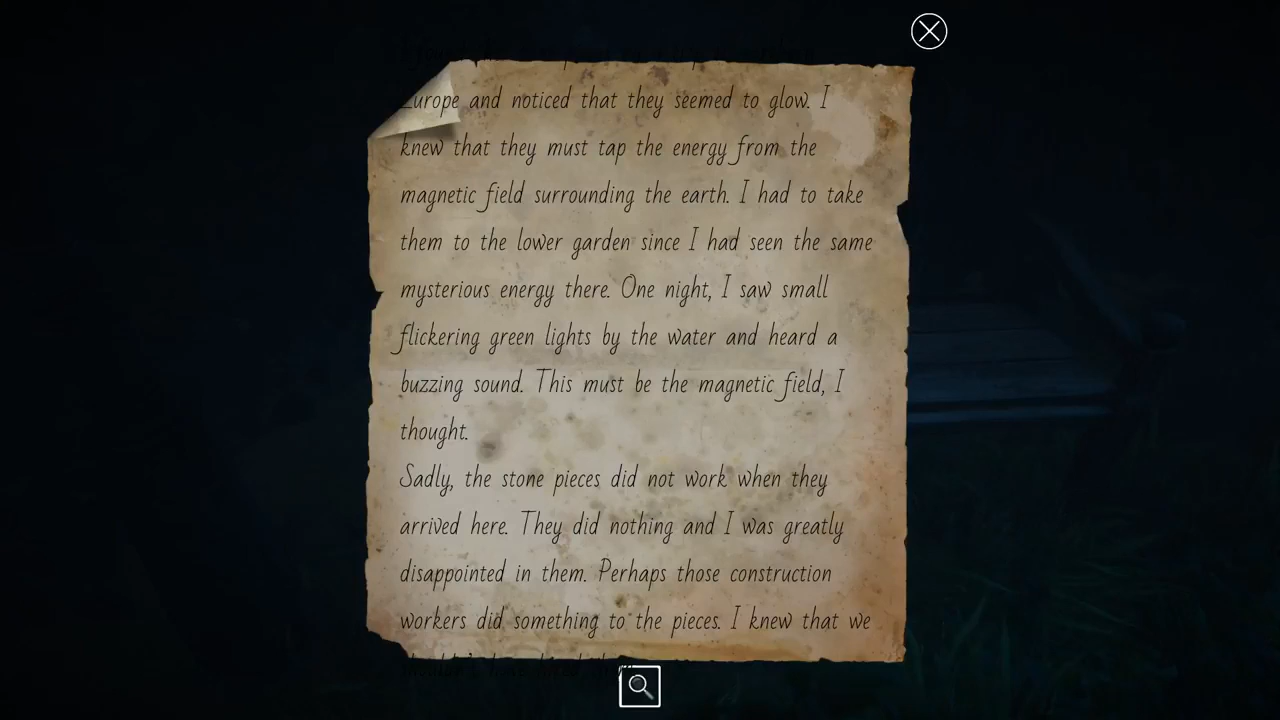 Europe and noticed that they seemed to glow. I
knew that they must tap the energy from the
magnetic field surrounding the earth. I had to take
them to the lower garden since I had seen the same
mysterious energy there. One night, I saw small
flickering green lights by the water and heard a
buzzing sound. This must be the magnetic field, I
thought.
Sadly, the stone pieces did not work when they
arrived here. They did nothing and I was greatly
disappointed in them. Perhaps those construction
workers did something to the pieces. I knew that we